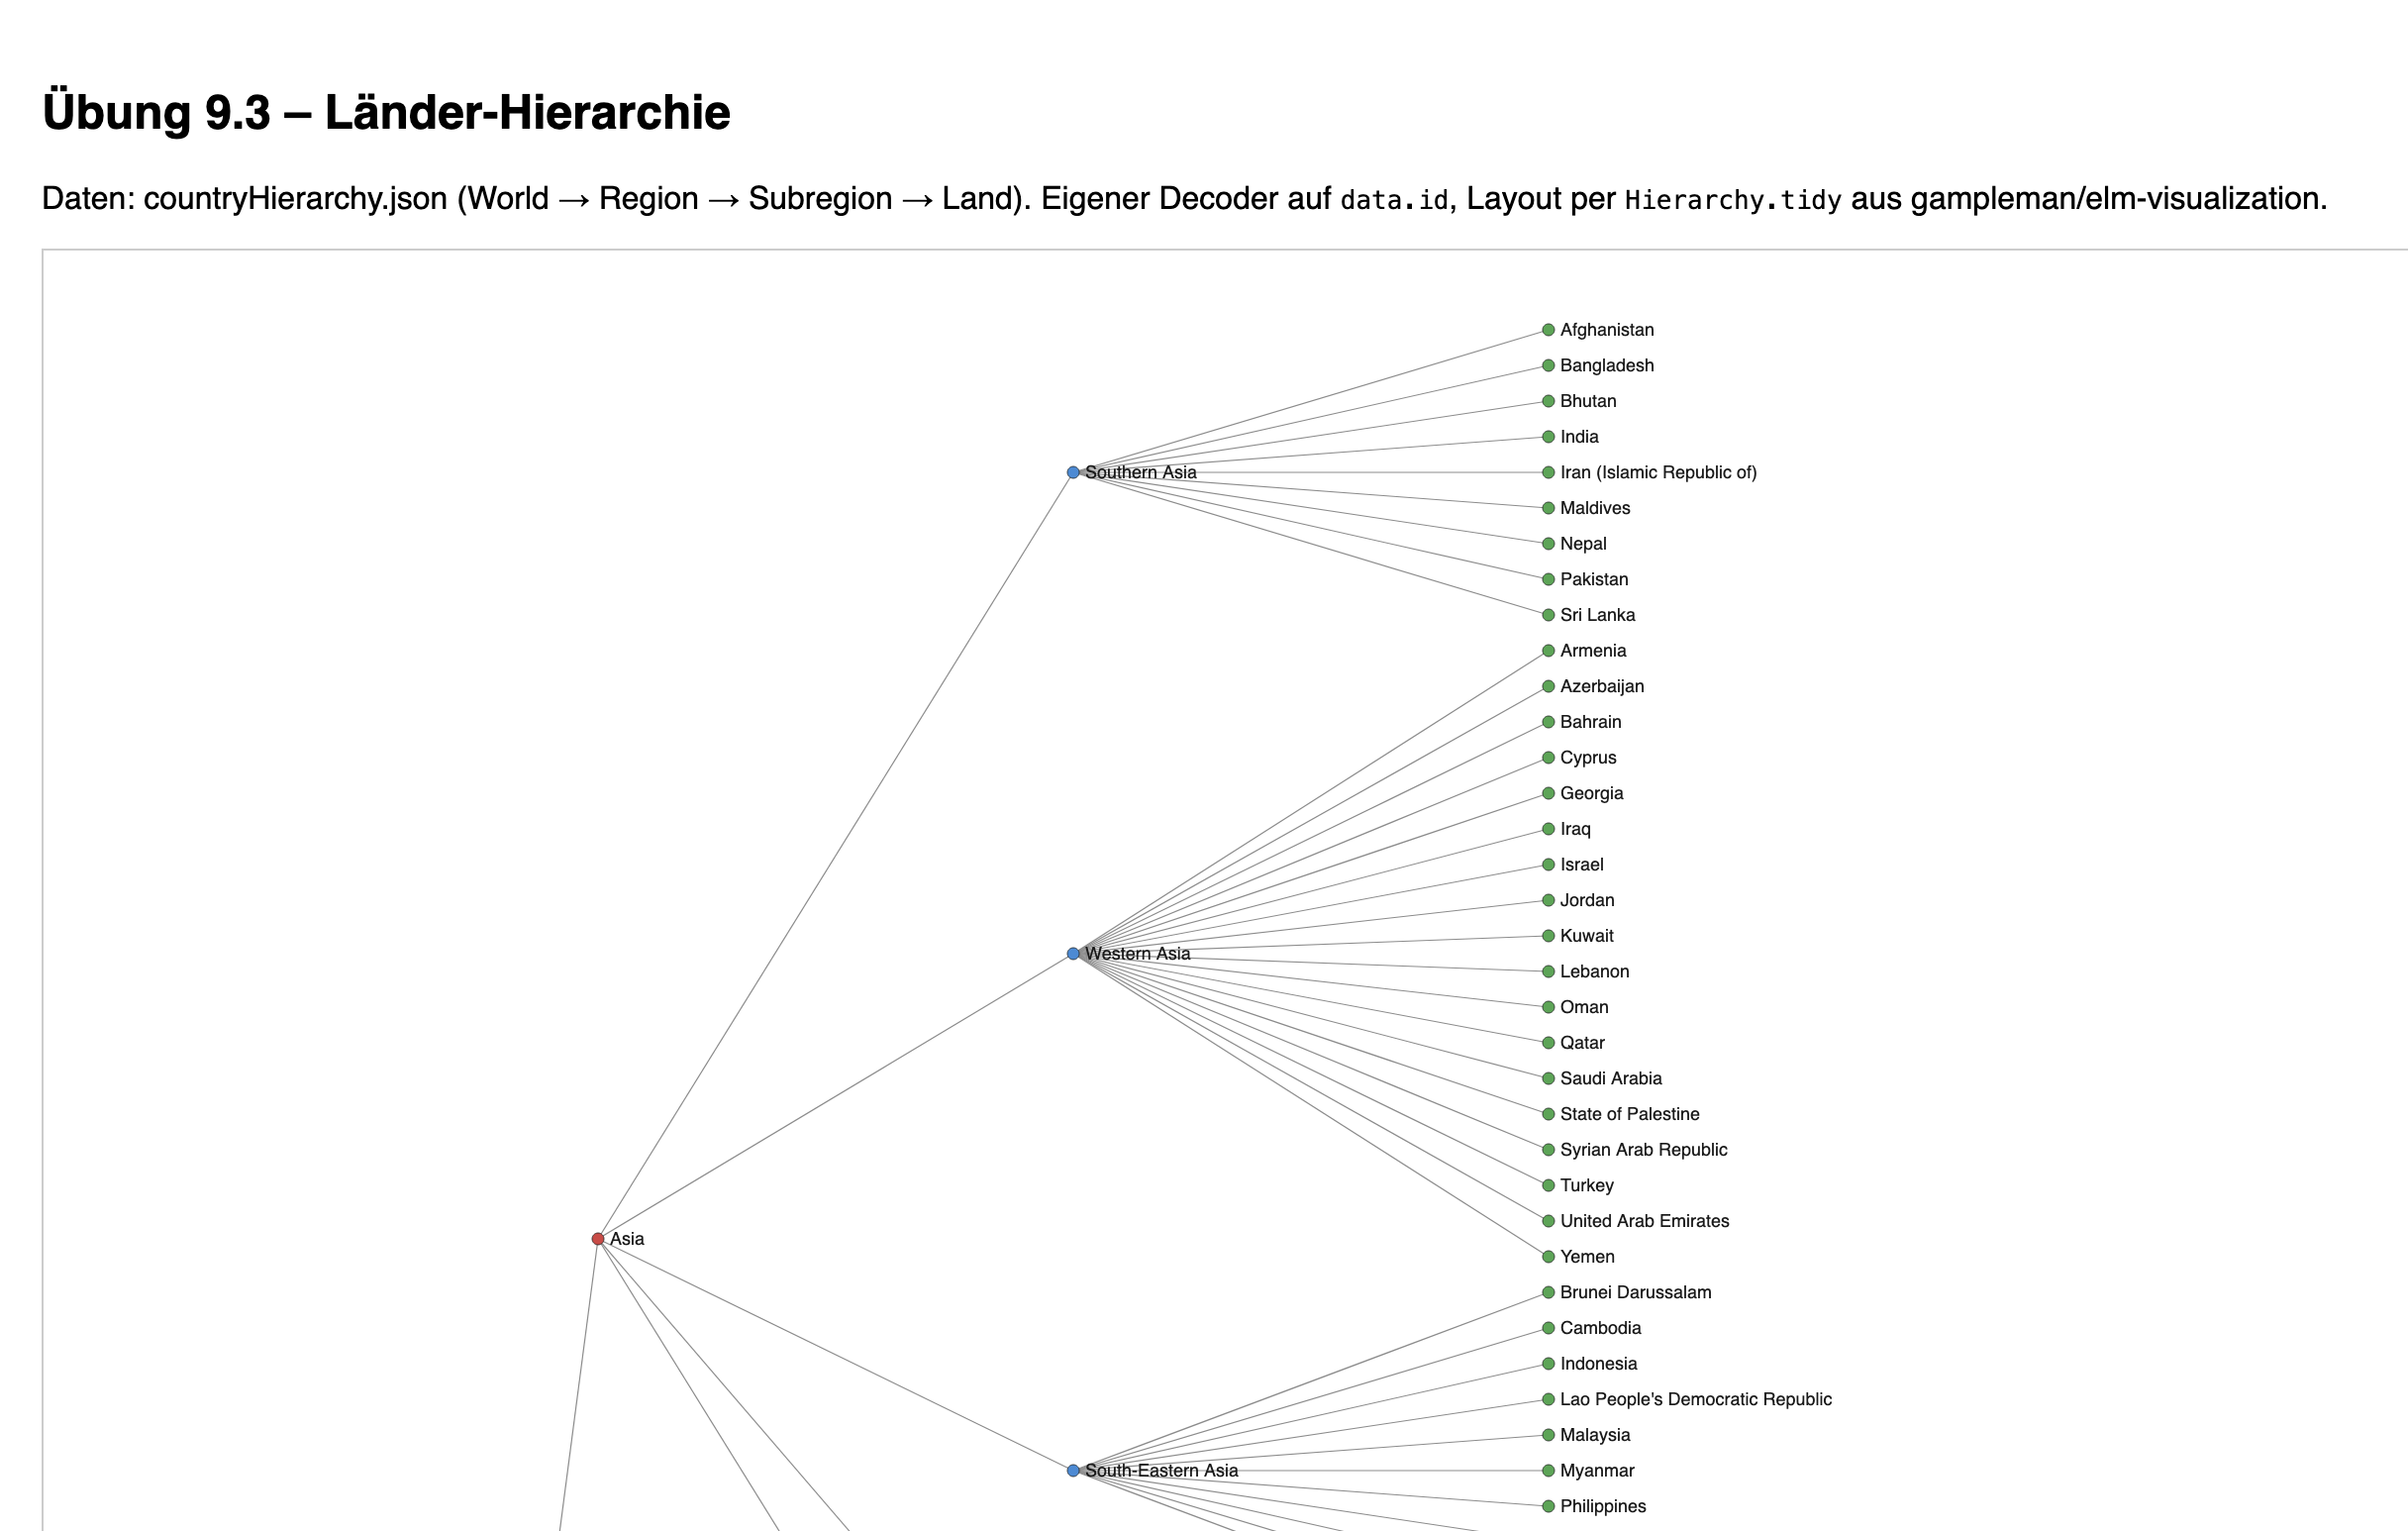 Übung 9.3 – Länder-Hierarchie
Daten: countryHierarchy.json (World → Region → Subregion → Land). Eigener Decoder auf data.id, Layout per Hierarchy.tidy aus gampleman/elm-visualization.
Afghanistan
Bangladesh
Bhutan
India
Southern Asia
Iran (Islamic Republic of)
Maldives
Nepal
Pakistan
Sri Lanka
Armenia
Azerbaijan
Bahrain
Cyprus
Georgia
Iraq
Israel
Jordan
Kuwait
Western Asia
Lebanon
Oman
Qatar
Saudi Arabia
State of Palestine
Syrian Arab Republic
Turkey
United Arab Emirates
Asia
Yemen
Brunei Darussalam
Cambodia
Indonesia
Lao People's Democratic Republic
Malaysia
South-Eastern Asia
Myanmar
Philippines